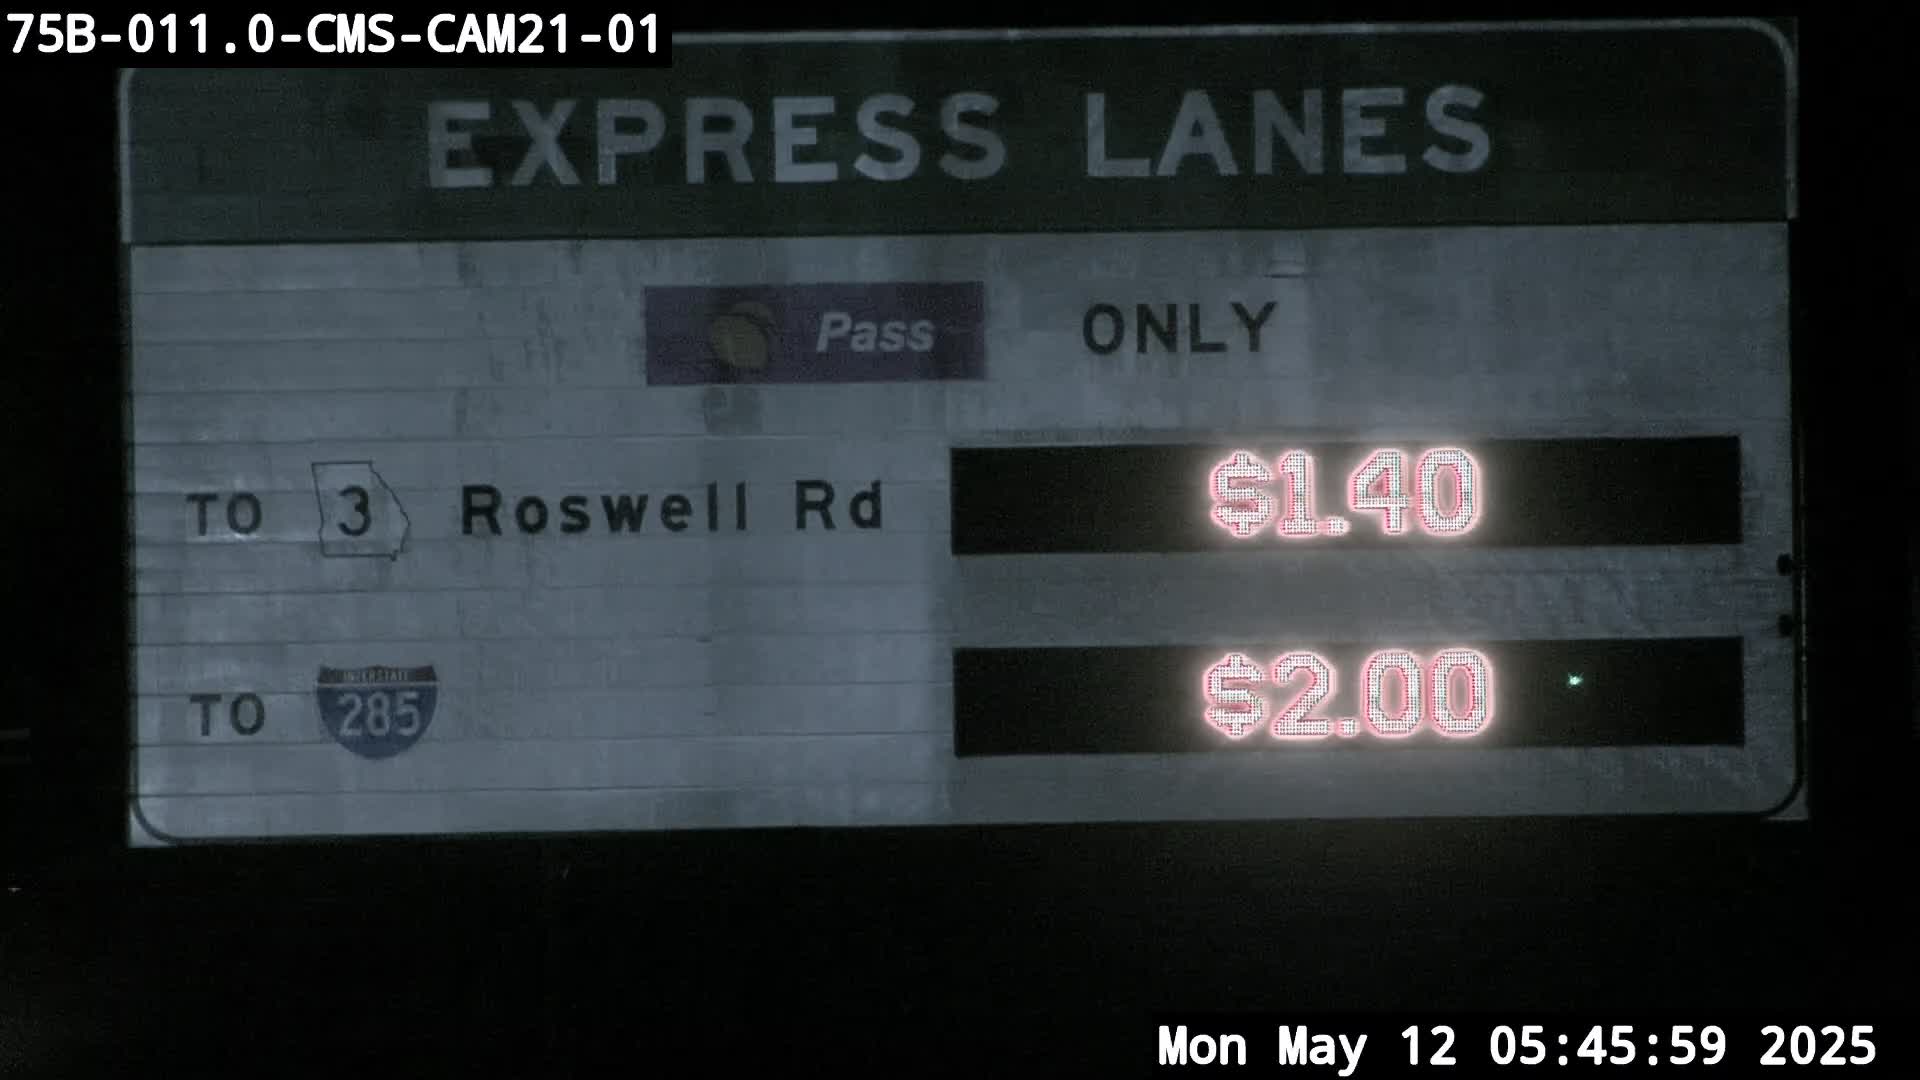 75B-011.0-CMS-CAM21-01
EXPRESS LANES
Pass ONLY
TO 3 Roswell Rd $1.40
TO INTERSTATE 285 $2.00
Mon May 12 05:45:59 2025